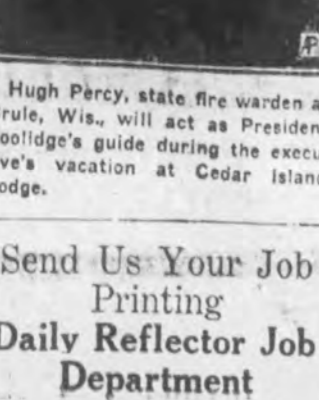 P
Hugh Percy, state fire warden a
rule, Wis., will act as Presiden
oolidge's guide during the execu
ve's vacation at Cedar Islan
odge.
Send Us Your Job
Printing
Daily Reflector Job
Department